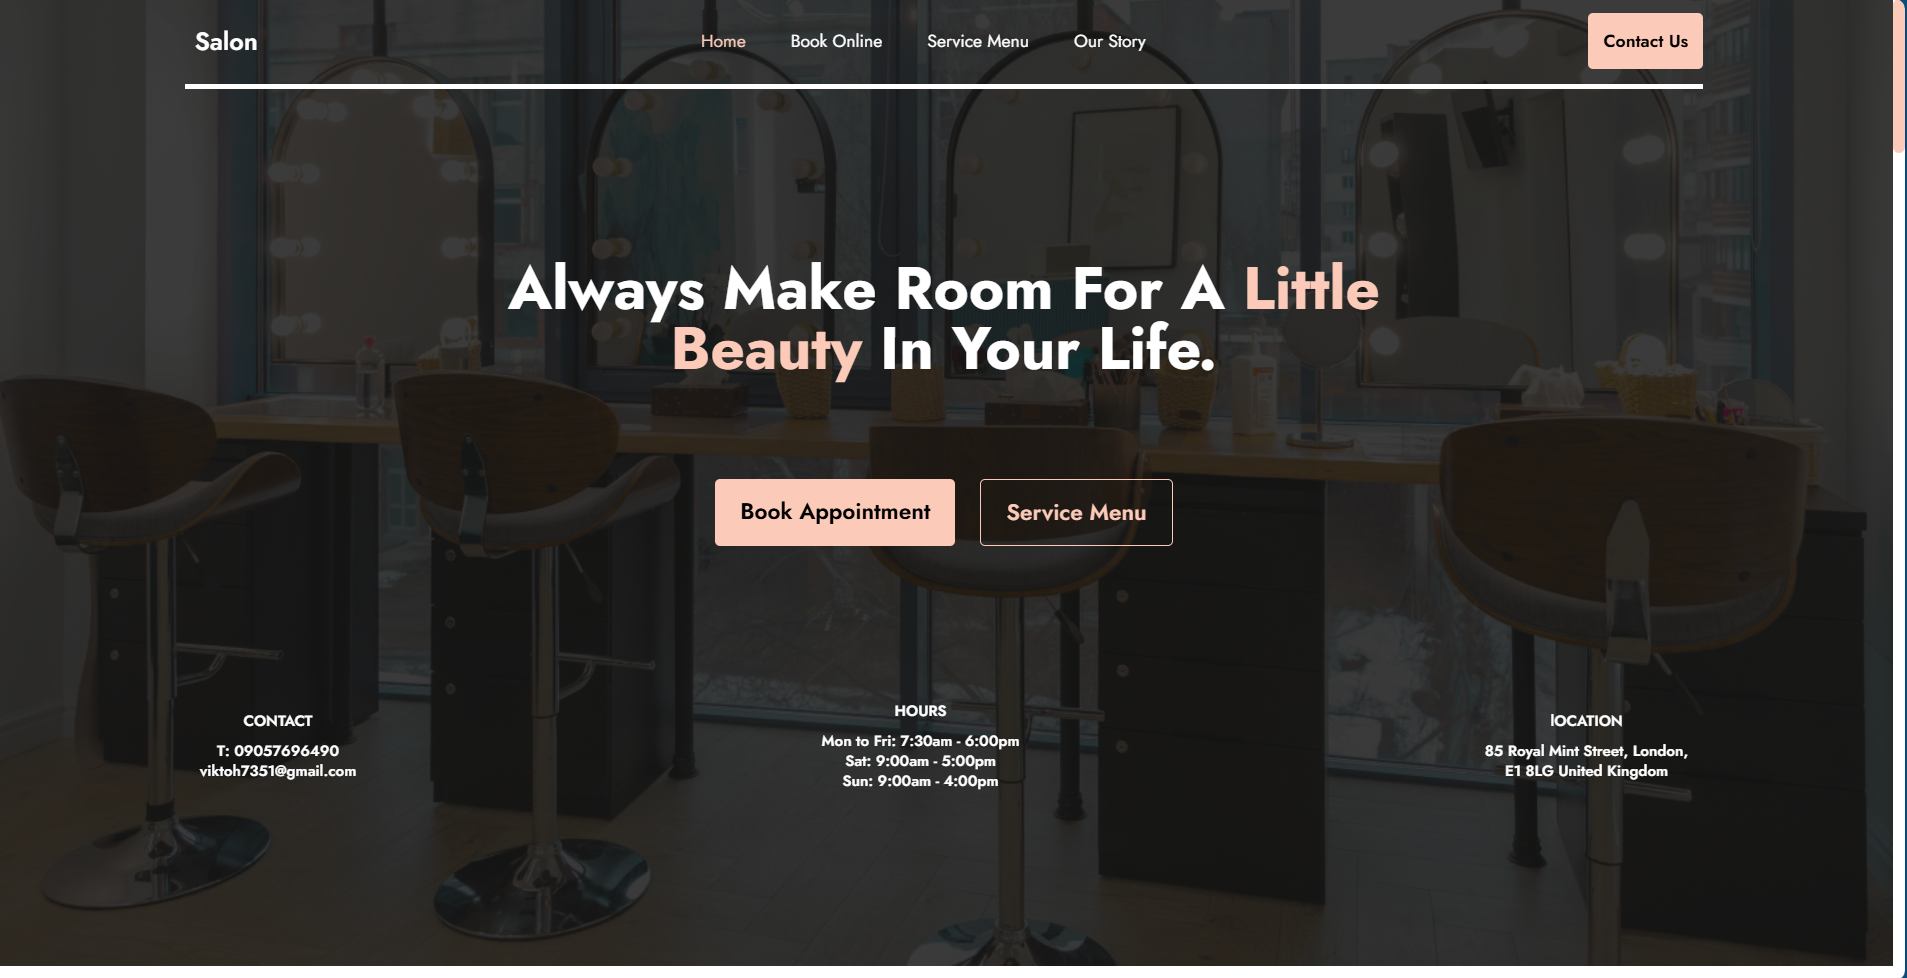 Salon
Home
Book Online
Service Menu
Our Story
Contact Us
Always Make Room For A Little
Beauty In Your Life.
Book Appointment
Service Menu
CONTACT
T: 09057696490
viktoh7351@gmail.com
HOURS
Mon to Fri: 7:30am - 6:00pm
Sat: 9:00am - 5:00pm
Sun: 9:00am - 4:00pm
lOCATION
85 Royal Mint Street, London,
E1 8LG United Kingdom